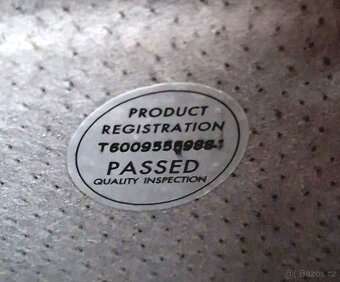 PRODUCT
REGISTRATION
PASSED
QUALITY INSPECTION
Bazos.cz